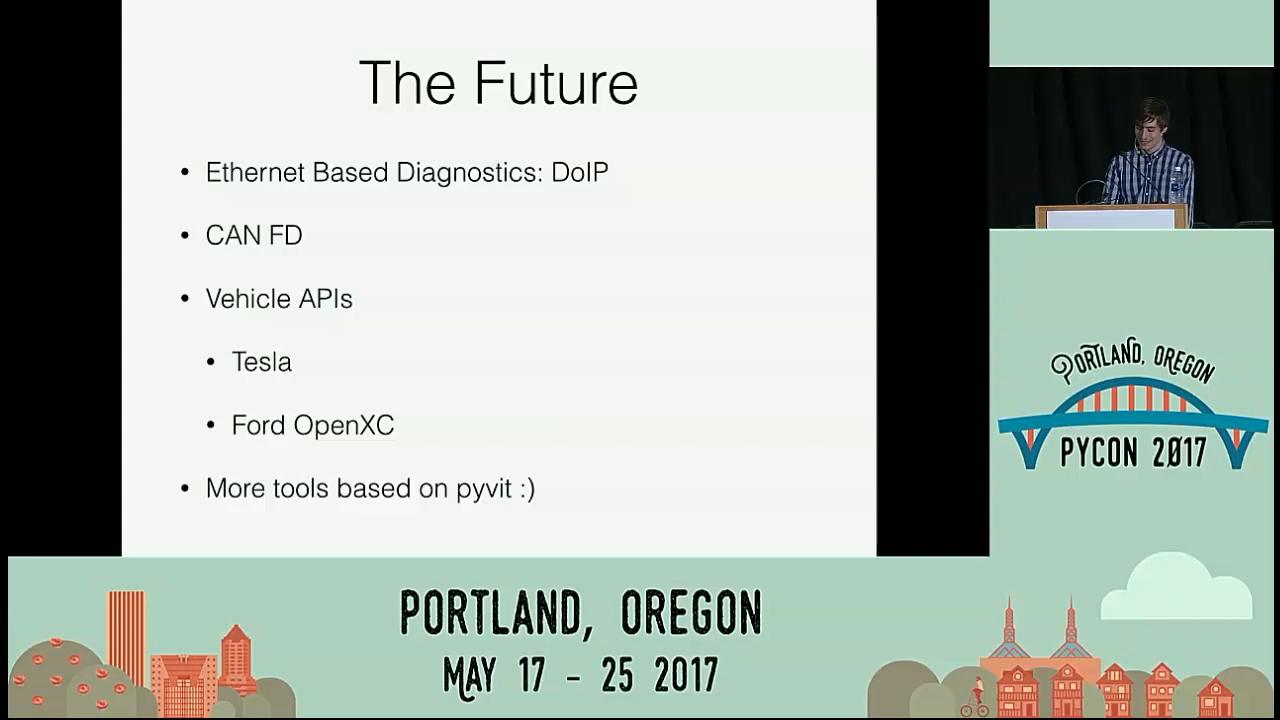 The Future
• Ethernet Based Diagnostics: DoIP
• CAN FD
• Vehicle APIs
• Tesla
• Ford OpenXC
• More tools based on pyvit :)
PORTLAND, OREGON
PYCON 2017
PORTLAND, OREGON
MAY 17 - 25 2017